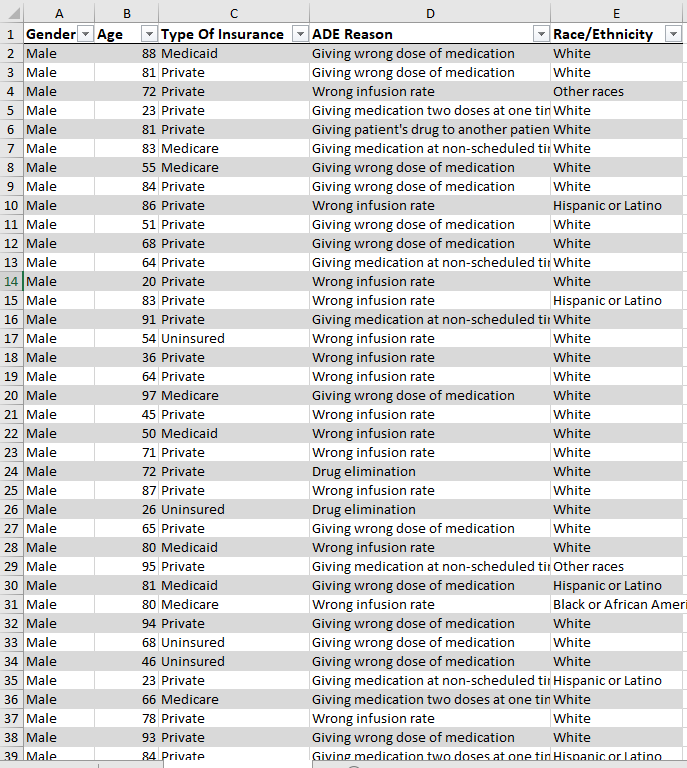 A B C D E
1 Gender Age Type Of Insurance ADE Reason Race/Ethnicity
2 Male 88 Medicaid Giving wrong dose of medication White
3 Male 81 Private Giving wrong dose of medication White
4 Male 72 Private Wrong infusion rate Other races
5 Male 23 Private Giving medication two doses at one tin White
6 Male 81 Private Giving patient's drug to another patien White
7 Male 83 Medicare Giving medication at non-scheduled tin White
8 Male 55 Medicare Giving wrong dose of medication White
9 Male 84 Private Giving wrong dose of medication White
10 Male 86 Private Wrong infusion rate Hispanic or Latino
11 Male 51 Private Giving wrong dose of medication White
12 Male 68 Private Giving wrong dose of medication White
13 Male 64 Private Giving medication at non-scheduled tin White
14 Male 20 Private Wrong infusion rate White
15 Male 83 Private Wrong infusion rate Hispanic or Latino
16 Male 91 Private Giving medication at non-scheduled tin White
17 Male 54 Uninsured Wrong infusion rate White
18 Male 36 Private Wrong infusion rate White
19 Male 64 Private Wrong infusion rate White
20 Male 97 Medicare Giving wrong dose of medication White
21 Male 45 Private Wrong infusion rate White
22 Male 50 Medicaid Wrong infusion rate White
23 Male 71 Private Wrong infusion rate White
24 Male 72 Private Drug elimination White
25 Male 87 Private Wrong infusion rate White
26 Male 26 Uninsured Drug elimination White
27 Male 65 Private Giving wrong dose of medication White
28 Male 80 Medicaid Wrong infusion rate White
29 Male 95 Private Giving medication at non-scheduled tin Other races
30 Male 81 Medicaid Giving wrong dose of medication Hispanic or Latino
31 Male 80 Medicare Wrong infusion rate Black or African Ameri
32 Male 94 Private Giving wrong dose of medication White
33 Male 68 Uninsured Giving wrong dose of medication White
34 Male 46 Uninsured Giving wrong dose of medication White
35 Male 23 Private Giving medication at non-scheduled tin Hispanic or Latino
36 Male 66 Medicare Giving medication two doses at one tin White
37 Male 78 Private Wrong infusion rate White
38 Male 93 Private Giving wrong dose of medication White
39 Male 84 Private Giving medication two doses at one tin Hispanic or Latino